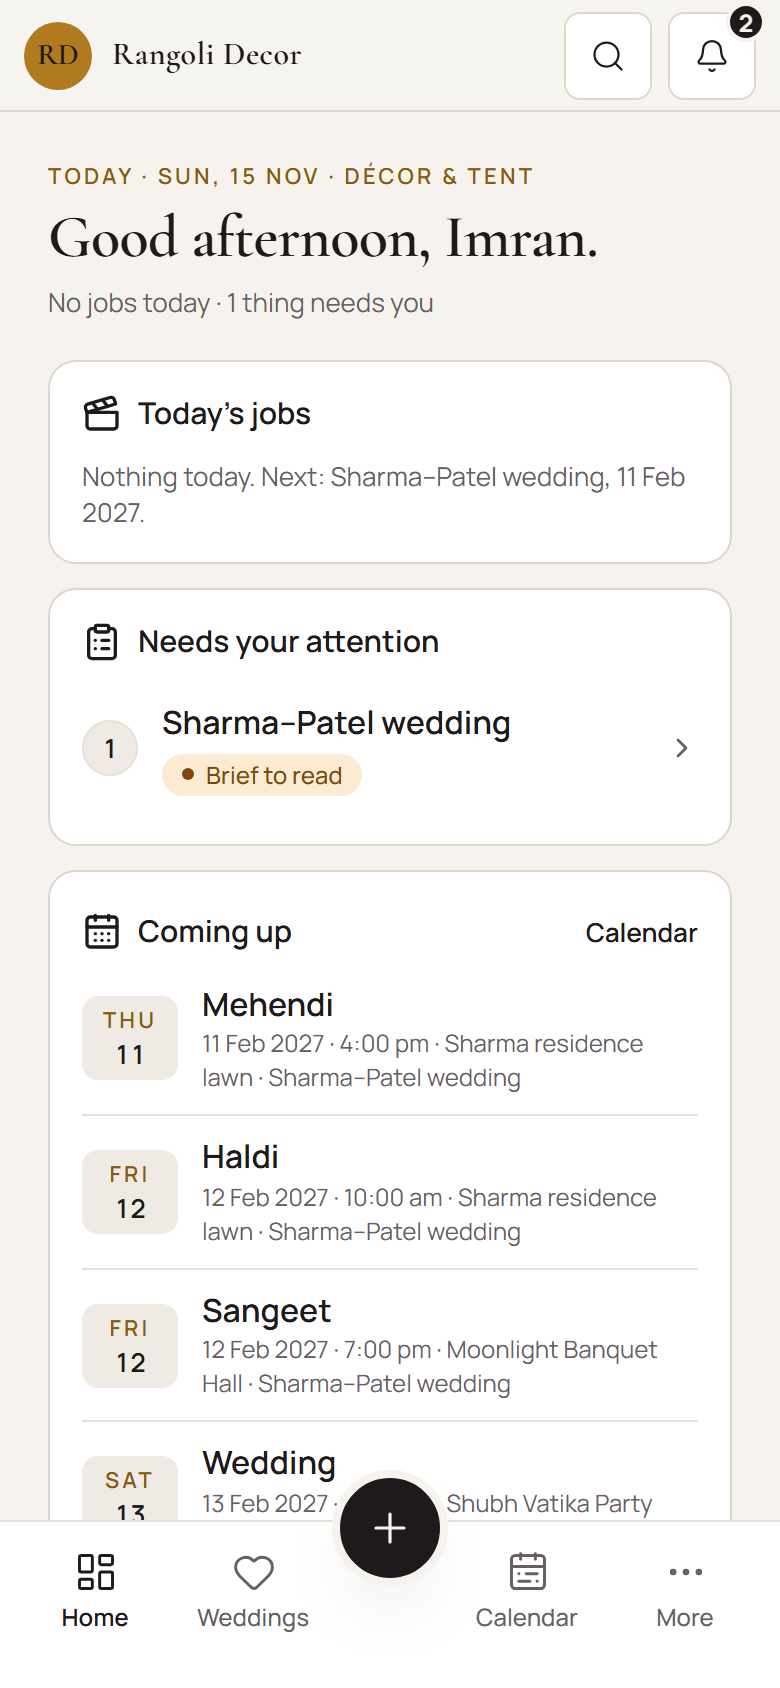 RD Rangoli Decor 2
TODAY · SUN, 15 NOV · DÉCOR & TENT
Good afternoon, Imran.
No jobs today · 1 thing needs you
Today’s jobs
Nothing today. Next: Sharma–Patel wedding, 11 Feb
2027.
Needs your attention
1
Sharma–Patel wedding
Brief to read
Coming up
Calendar
THU
11
Mehendi
11 Feb 2027 · 4:00 pm · Sharma residence
lawn · Sharma–Patel wedding
FRI
12
Haldi
12 Feb 2027 · 10:00 am · Sharma residence
lawn · Sharma–Patel wedding
FRI
12
Sangeet
12 Feb 2027 · 7:00 pm · Moonlight Banquet
Hall · Sharma–Patel wedding
SAT
13
Wedding
13 Feb 2027 · Shubh Vatika Party
Home
Weddings
Calendar
More